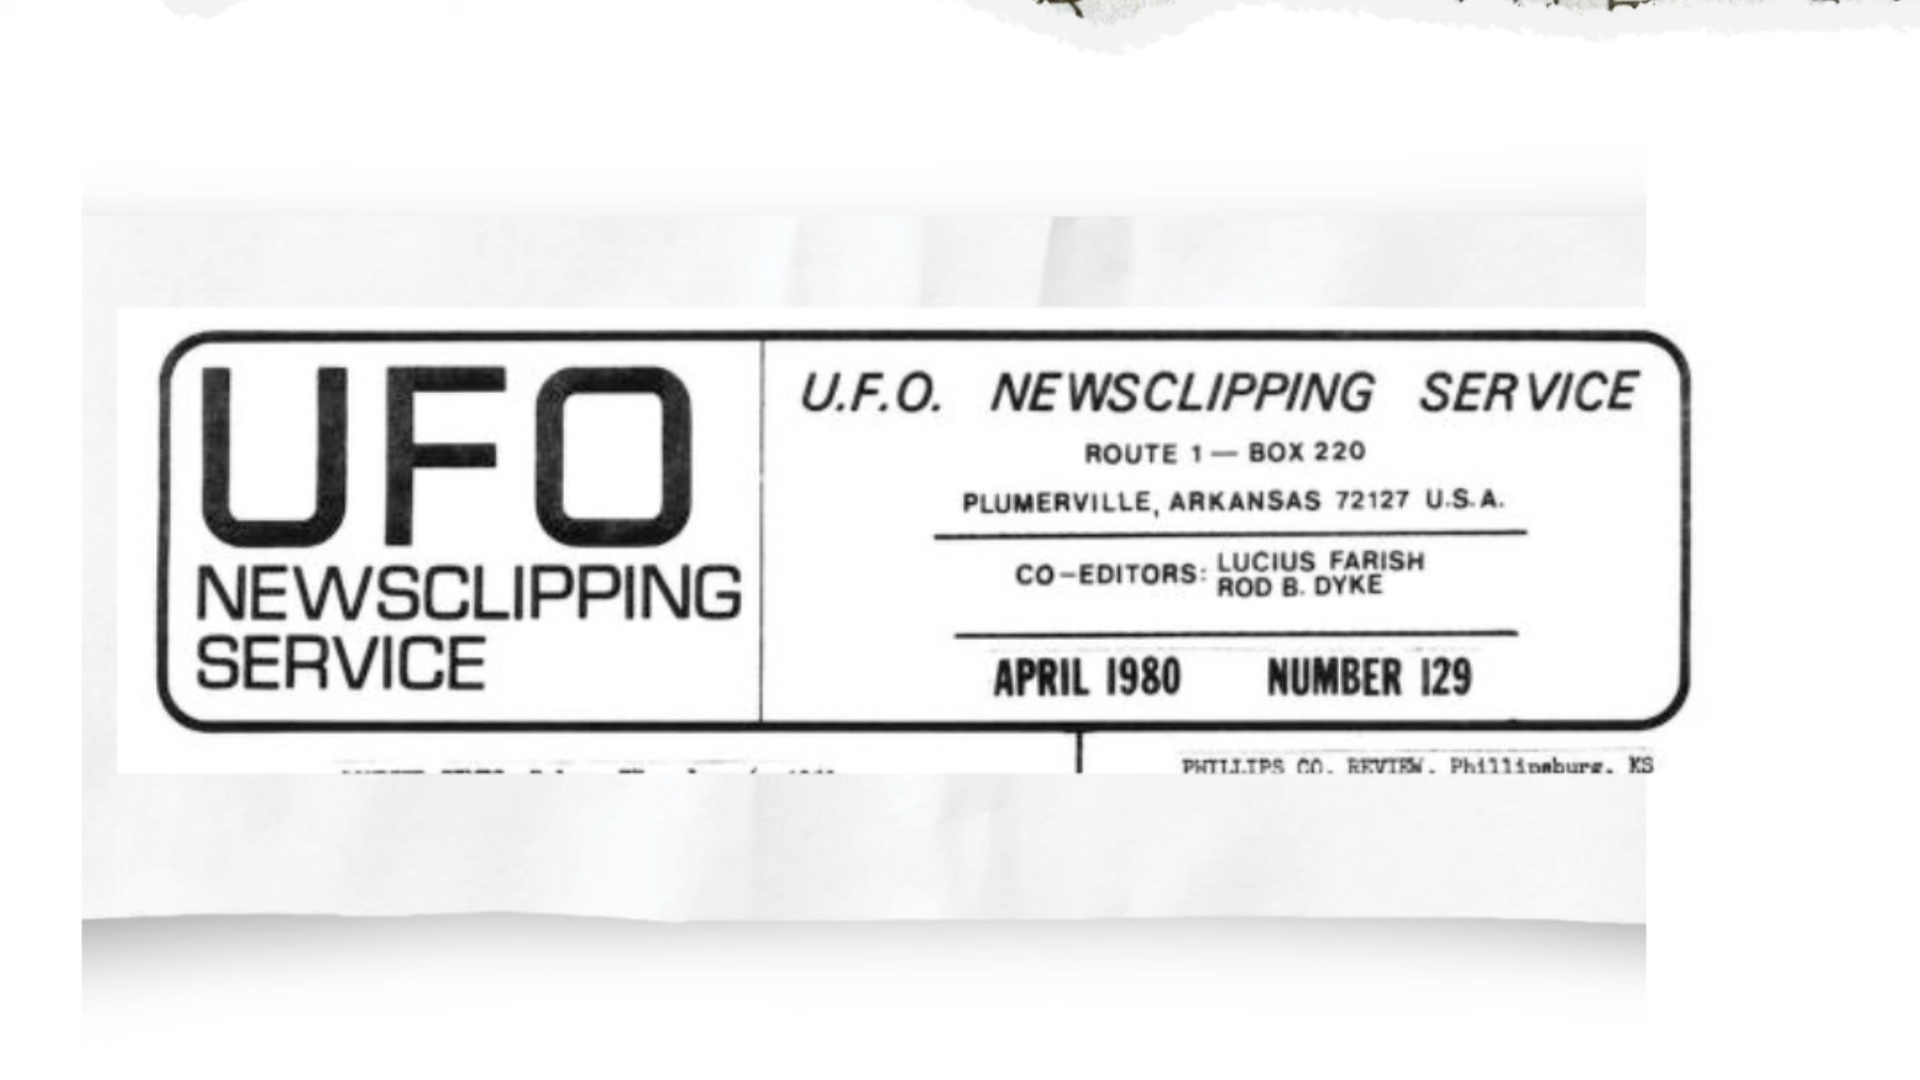 UFO
NEWSCLIPPING
SERVICE
U.F.O. NEWSCLIPPING SERVICE
ROUTE 1 — BOX 220
PLUMERVILLE, ARKANSAS 72127 U.S.A.
CO-EDITORS: LUCIUS FARISH
ROD B. DYKE
APRIL 1980 NUMBER 129
PHILLIPS CO. REVIEW, Phillipsburg, KS